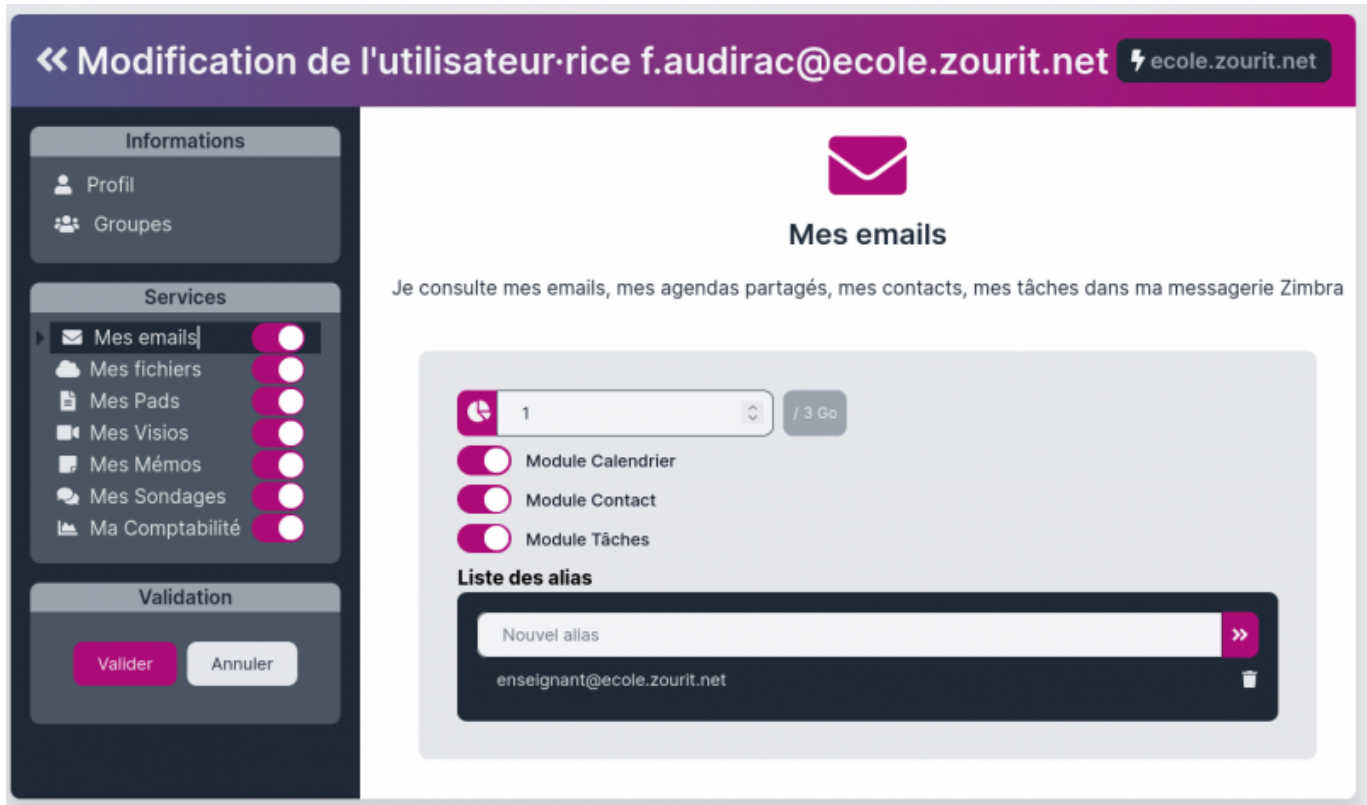 Modification de l'utilisateur·rice f.audirac@ecole.zourit.net ecole.zourit.net
Informations
Profil
Groupes
Services
Mes emails
Mes fichiers
Mes Pads
Mes Visios
Mes Mémos
Mes Sondages
Ma Comptabilité
Validation
Valider Annuler
Mes emails
Je consulte mes emails, mes agendas partagés, mes contacts, mes tâches dans ma messagerie Zimbra
1 / 3 Go
Module Calendrier
Module Contact
Module Tâches
Liste des alias
Nouvel alias
enseignant@ecole.zourit.net